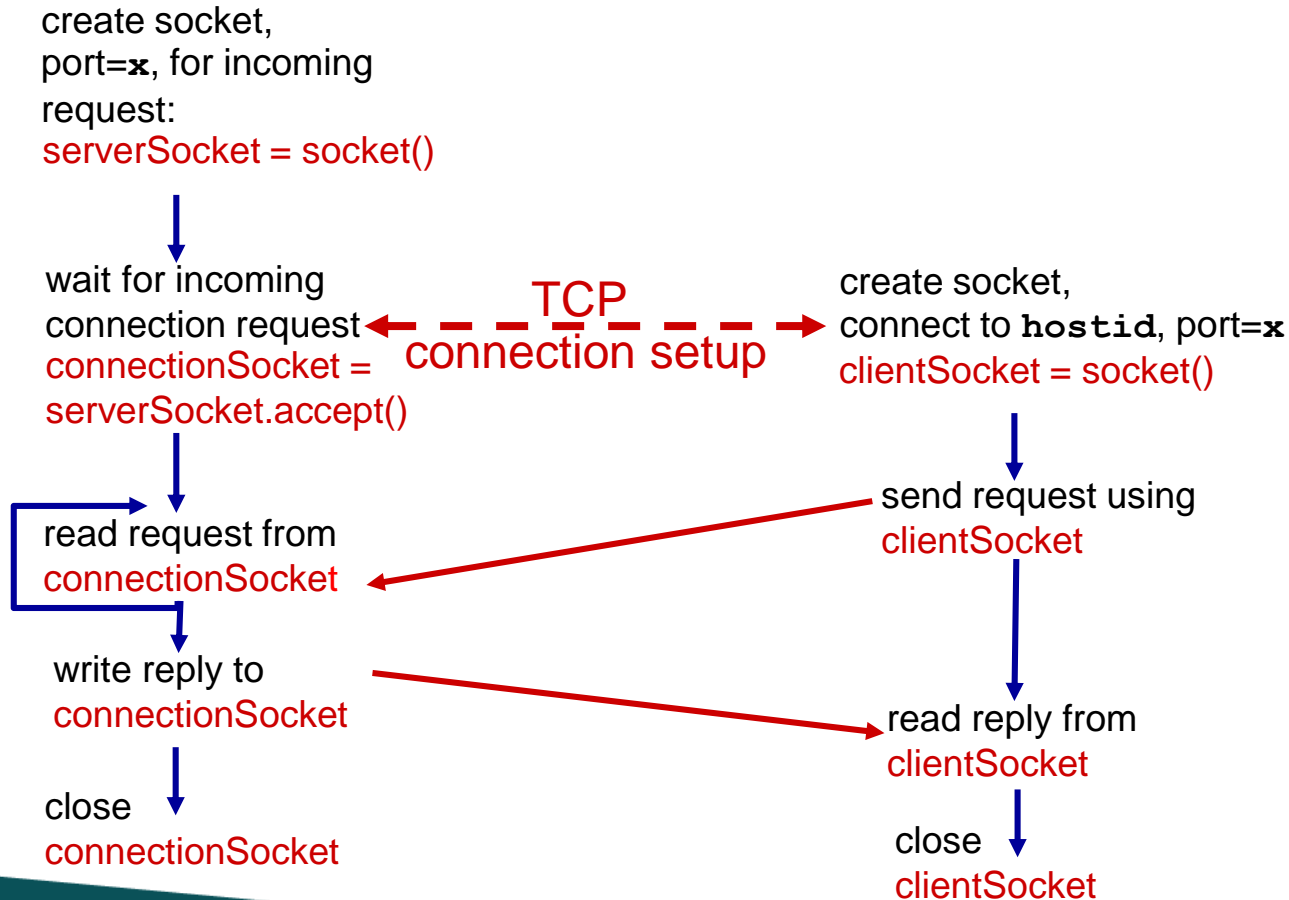 create socket,
port=x, for incoming
request:
serverSocket = socket()
wait for incoming
connection request
connectionSocket =
serverSocket.accept()
TCP
connection setup
create socket,
connect to hostid, port=x
clientSocket = socket()
send request using
clientSocket
read request from
connectionSocket
write reply to
connectionSocket
read reply from
clientSocket
close
connectionSocket
close
clientSocket